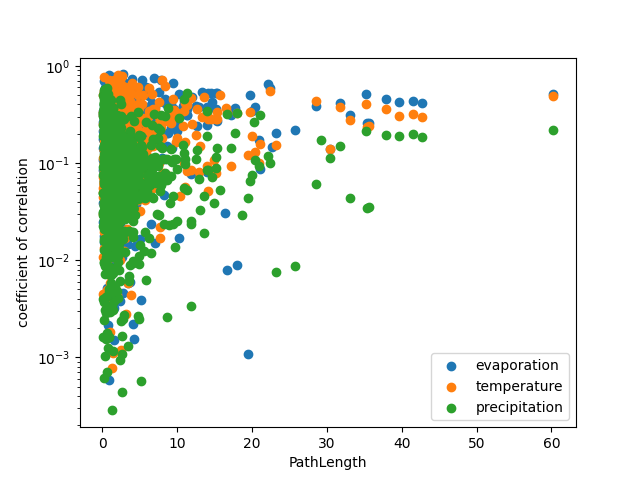 10⁰
10⁻¹
10⁻²
10⁻³
coefficient of correlation
0 10 20 30 40 50 60
PathLength
evaporation
temperature
precipitation